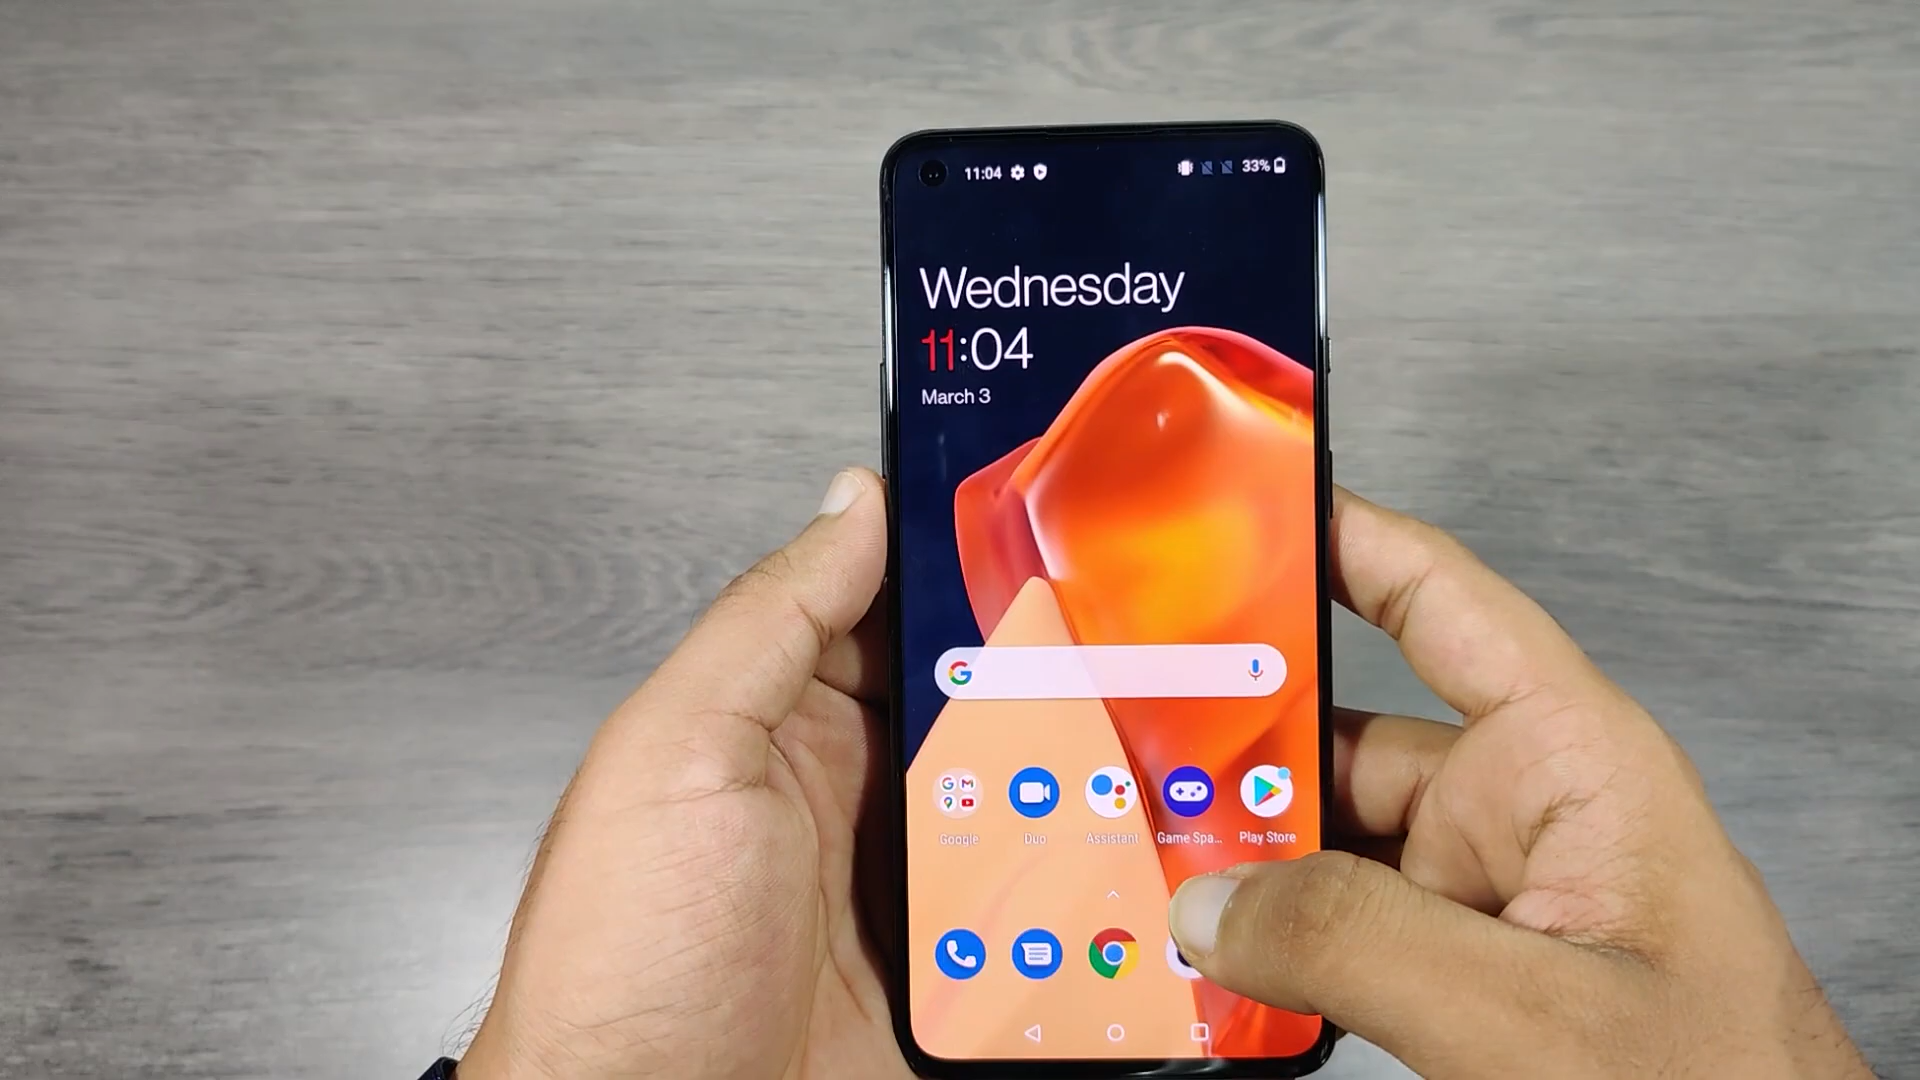 11:04 33%
Wednesday
11:04
March 3
G
Google Duo Assistant Game Spa... Play Store